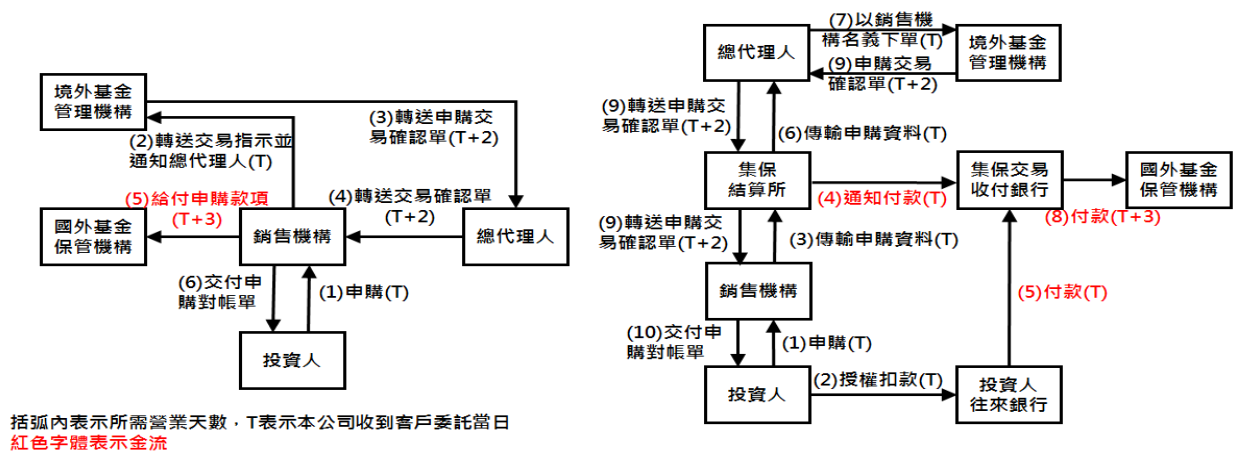 境外基金
管理機構
(3)轉送申購交
易確認單(T+2)
(2)轉送交易指示並
通知總代理人(T)
(5)給付申購款項
(T+3)
(4)轉送交易確認單
(T+2)
國外基金
保管機構
銷售機構
總代理人
(6)交付申
購對帳單
(1)申購(T)
投資人
括弧內表示所需營業天數，T表示本公司收到客戶委託當日
紅色字體表示金流
(7)以銷售機
構名義下單(T)
總代理人
境外基金
管理機構
(9)申購交易
確認單(T+2)
(9)轉送申購交
易確認單(T+2)
(6)傳輸申購資料(T)
集保
結算所
(4)通知付款(T)
集保交易
收付銀行
國外基金
保管機構
(8)付款(T+3)
(9)轉送申購交
易確認單(T+2)
(3)傳輸申購資料(T)
銷售機構
(5)付款(T)
(10)交付申
購對帳單
(1)申購(T)
投資人
(2)授權扣款(T)
投資人
往來銀行